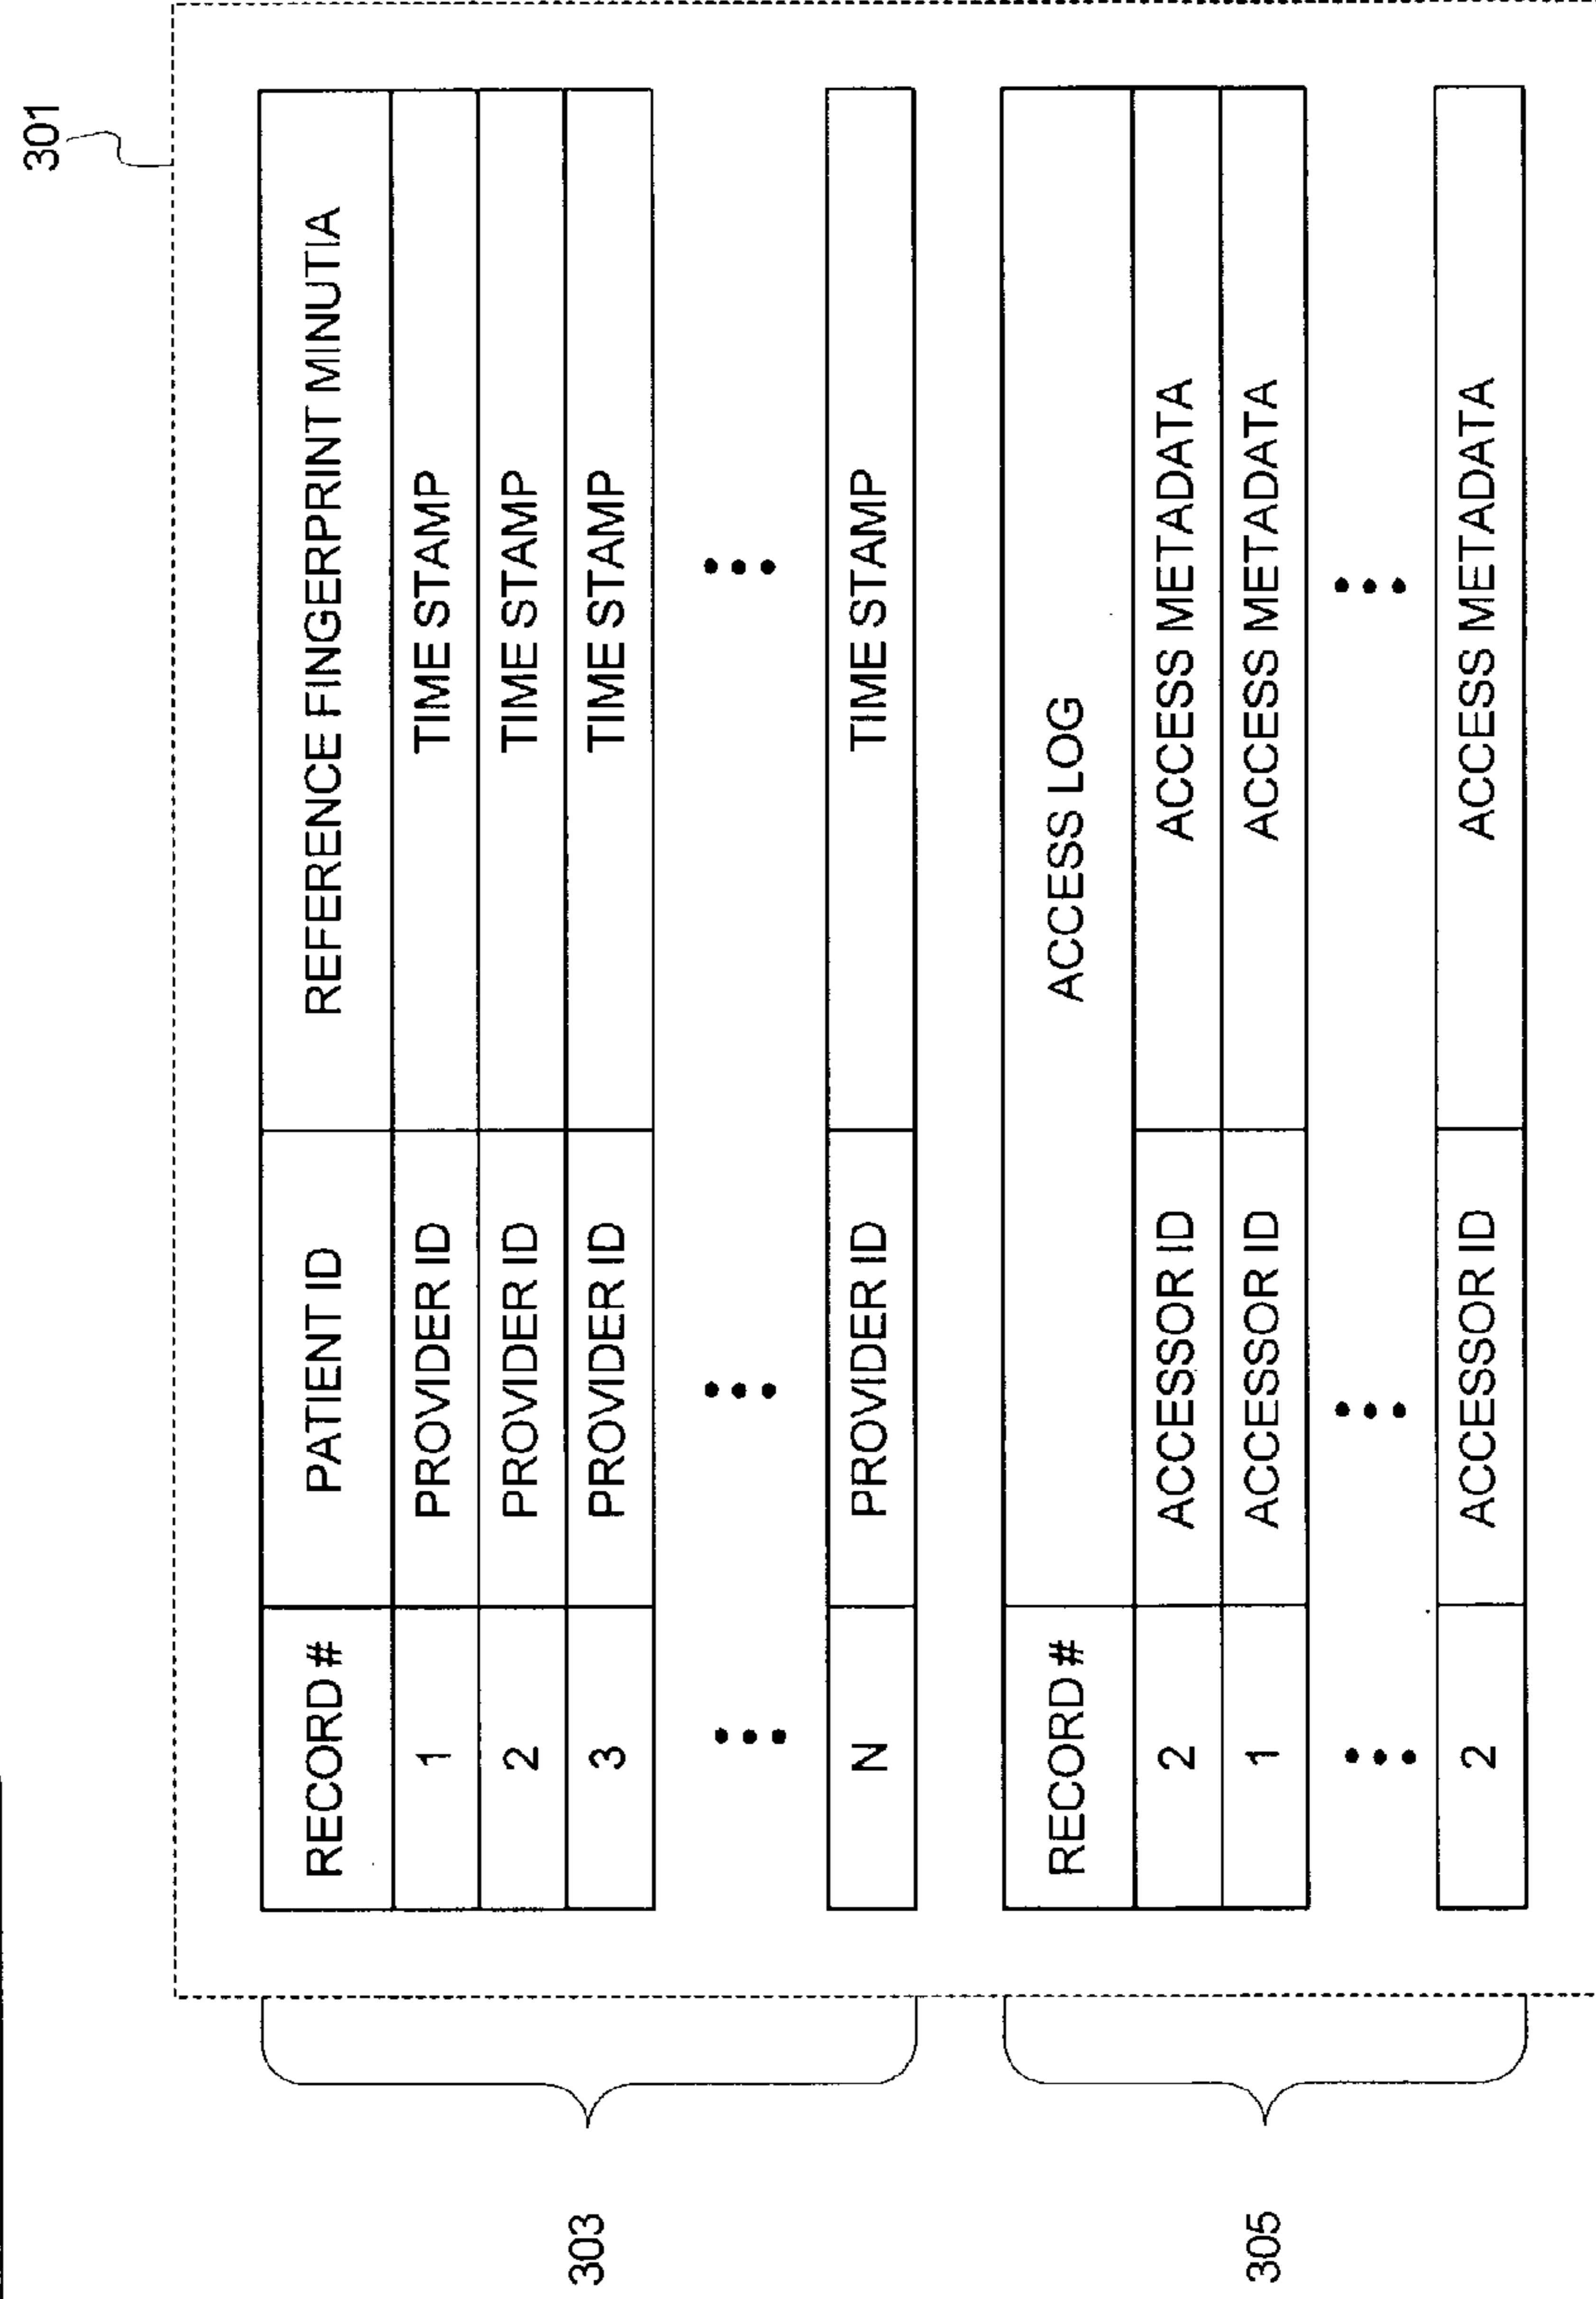 301
RECORD # PATIENT ID REFERENCE FINGERPRINT MINUTIA
1 PROVIDER ID TIME STAMP
2 PROVIDER ID TIME STAMP
3 PROVIDER ID TIME STAMP
N PROVIDER ID TIME STAMP
303
RECORD # ACCESS LOG
2 ACCESSOR ID ACCESS METADATA
1 ACCESSOR ID ACCESS METADATA
2 ACCESSOR ID ACCESS METADATA
305